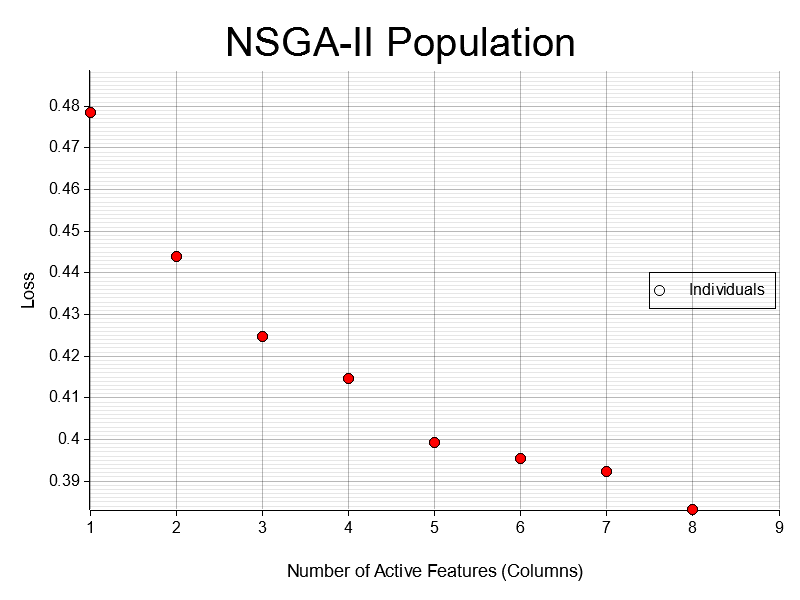 NSGA-II Population
0.48
0.47
0.46
0.45
0.44
0.43
0.42
0.41
0.4
0.39
Loss
Individuals
1 2 3 4 5 6 7 8 9
Number of Active Features (Columns)